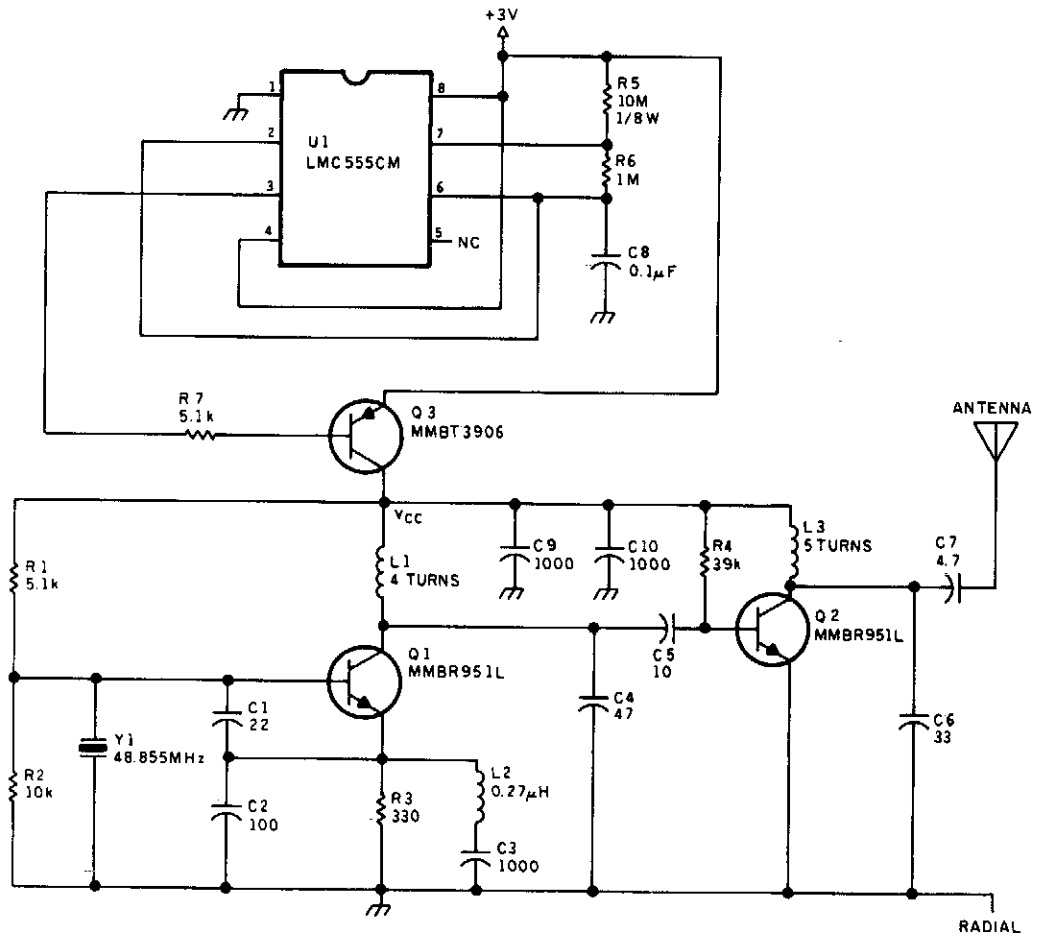 +3V
1
8
R5
10M
1/8W
2
7
U1
LMC555CM
R6
1M
3
6
4
5
NC
C8
0.1µF
R7
5.1k
Q3
MMBT3906
ANTENNA
VCC
R1
5.1k
L1
4 TURNS
C9
1000
C10
1000
R4
39k
L3
5 TURNS
C7
4.7
Q1
MMBR951L
C5
10
Q2
MMBR951L
C1
22
C4
47
Y1
48.855MHz
C6
33
R2
10k
C2
100
R3
330
L2
0.27µH
C3
1000
RADIAL